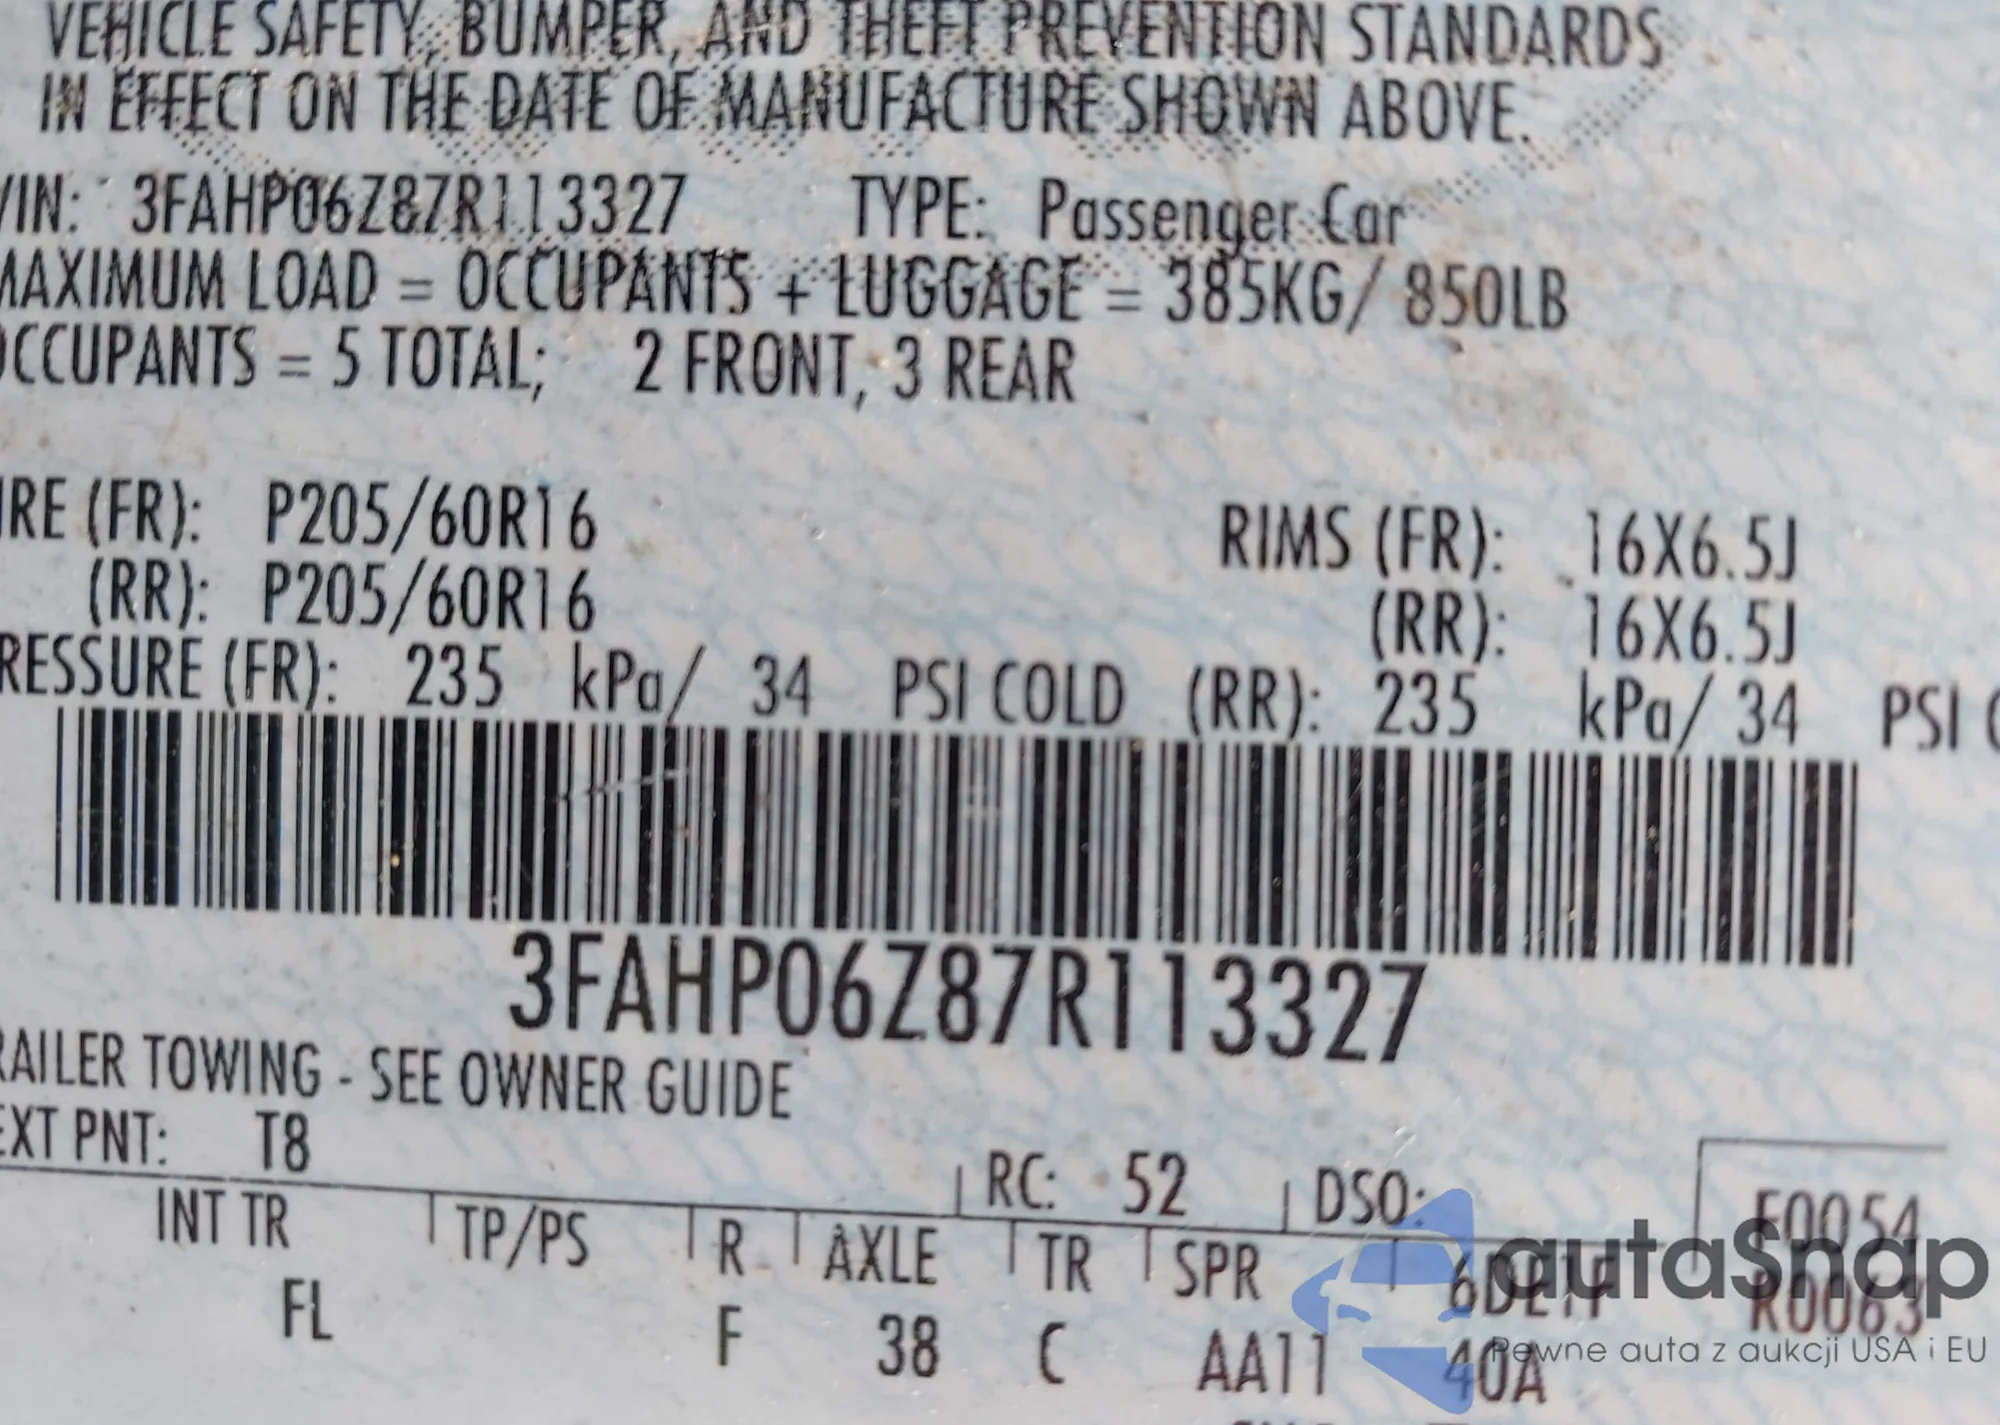 VEHICLE SAFETY, BUMPER, AND THEFT PREVENTION STANDARDS
IN EFFECT ON THE DATE OF MANUFACTURE SHOWN ABOVE.
VIN: 3FAHP06Z87R113327 TYPE: Passenger Car
MAXIMUM LOAD = OCCUPANTS + LUGGAGE = 385KG/ 850LB
OCCUPANTS = 5 TOTAL; 2 FRONT, 3 REAR
IRE (FR): P205/60R16 RIMS (FR): 16X6.5J
(RR): P205/60R16 (RR): 16X6.5J
RESSURE (FR): 235 kPa/ 34 PSI COLD (RR): 235 kPa/ 34 PSI
3FAHP06Z87R113327
RAILER TOWING - SEE OWNER GUIDE
EXT PNT: T8 RC: 52 DSO:
INT TR TP/PS R AXLE TR SPR
FL F 38 C AA11 40A
F0054
R0063
autaSnap
Pewne auta z aukcji USA i EU